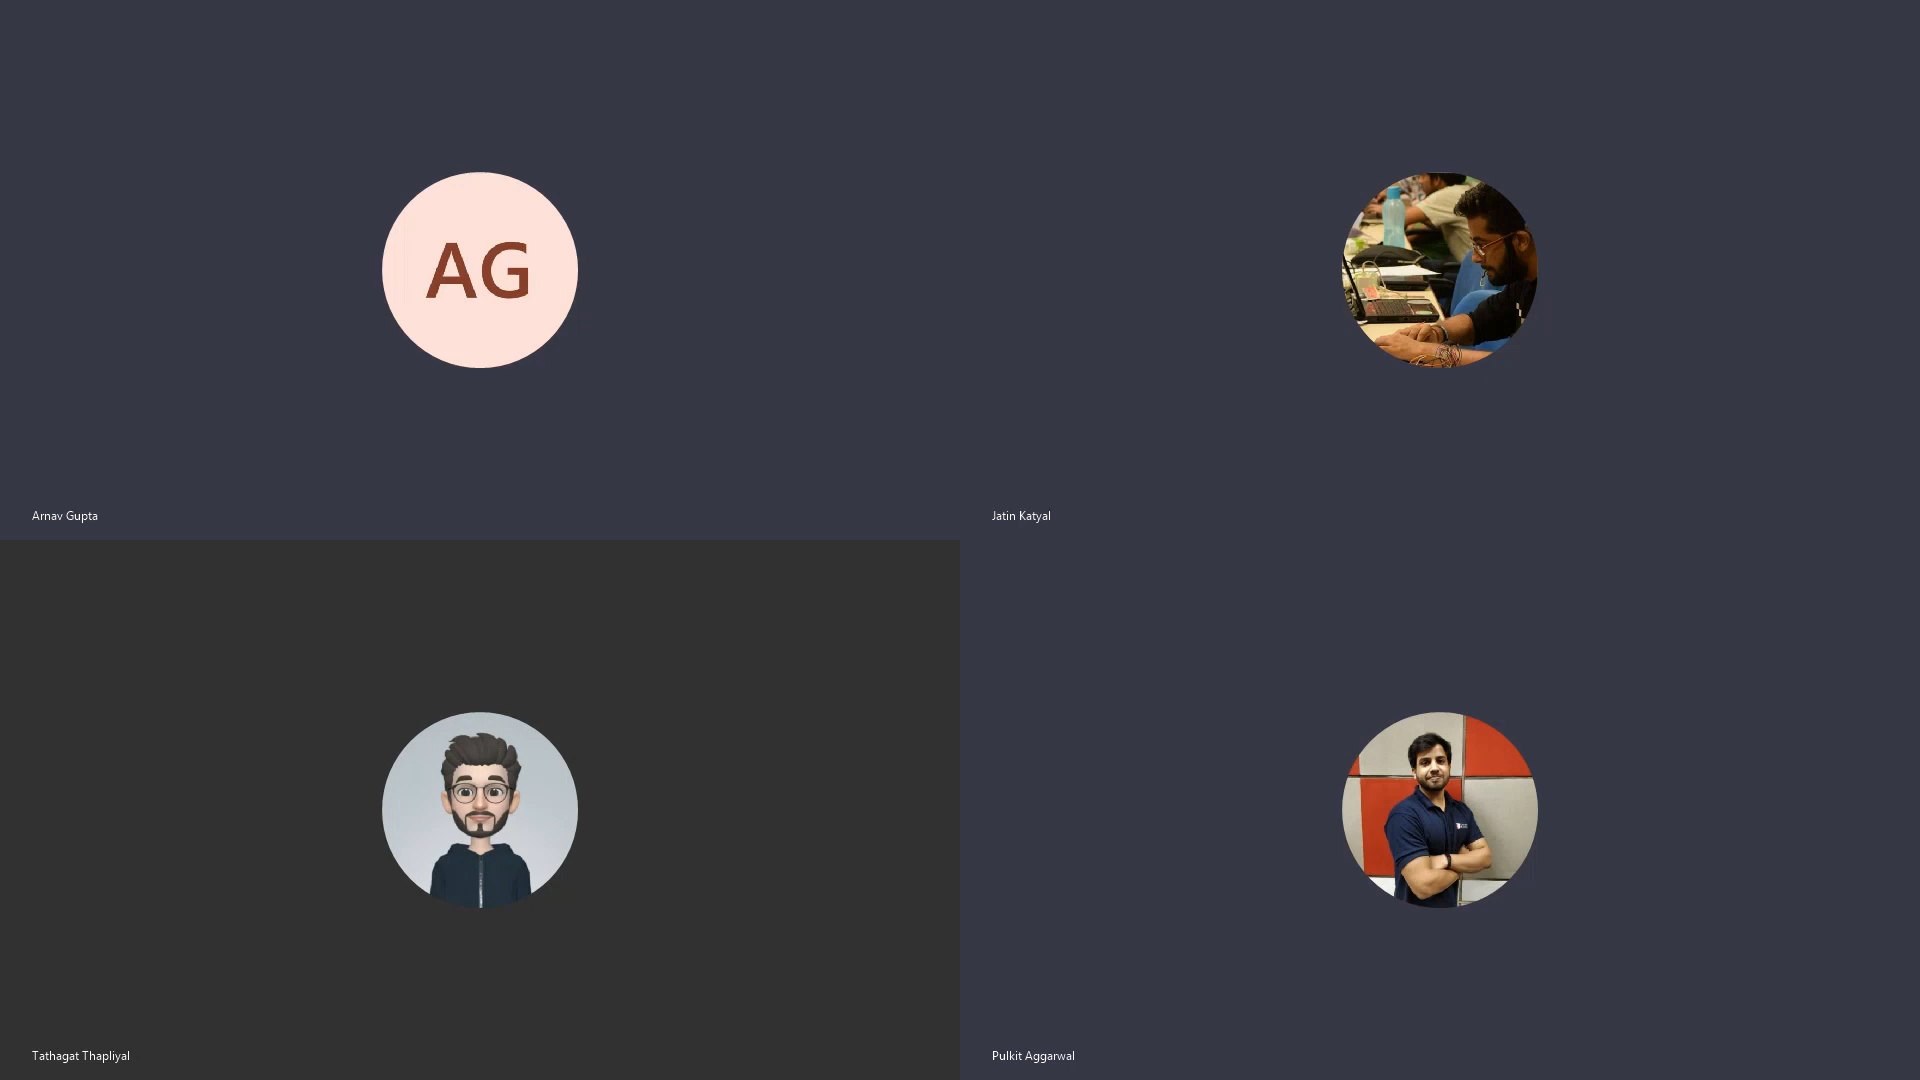 AG
Arnav Gupta
Jatin Katyal
Tathagat Thapliyal
Pulkit Aggarwal